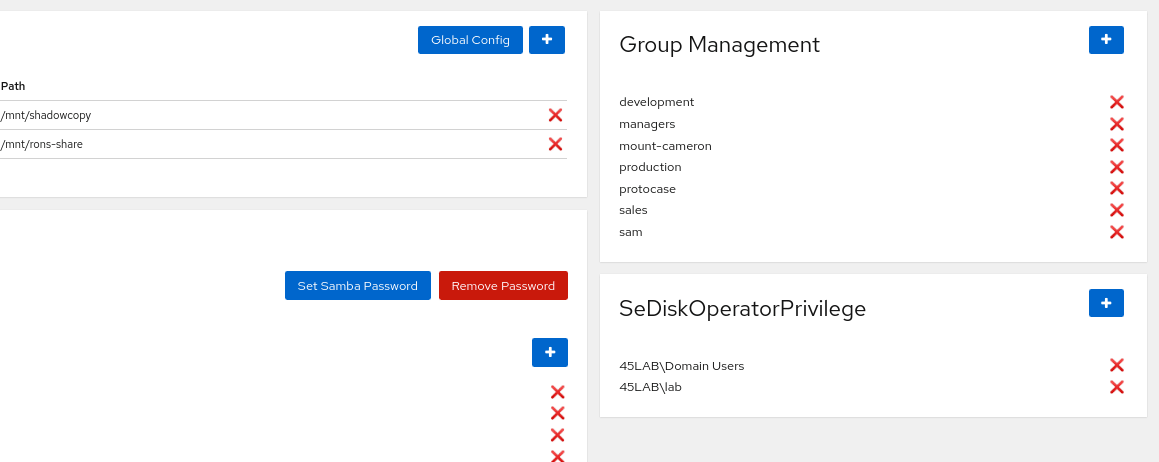 Global Config
Path
/mnt/shadowcopy
/mnt/rons-share
Set Samba Password
Remove Password
Group Management
development
managers
mount-cameron
production
protocase
sales
sam
SeDiskOperatorPrivilege
45LAB\Domain Users
45LAB\lab